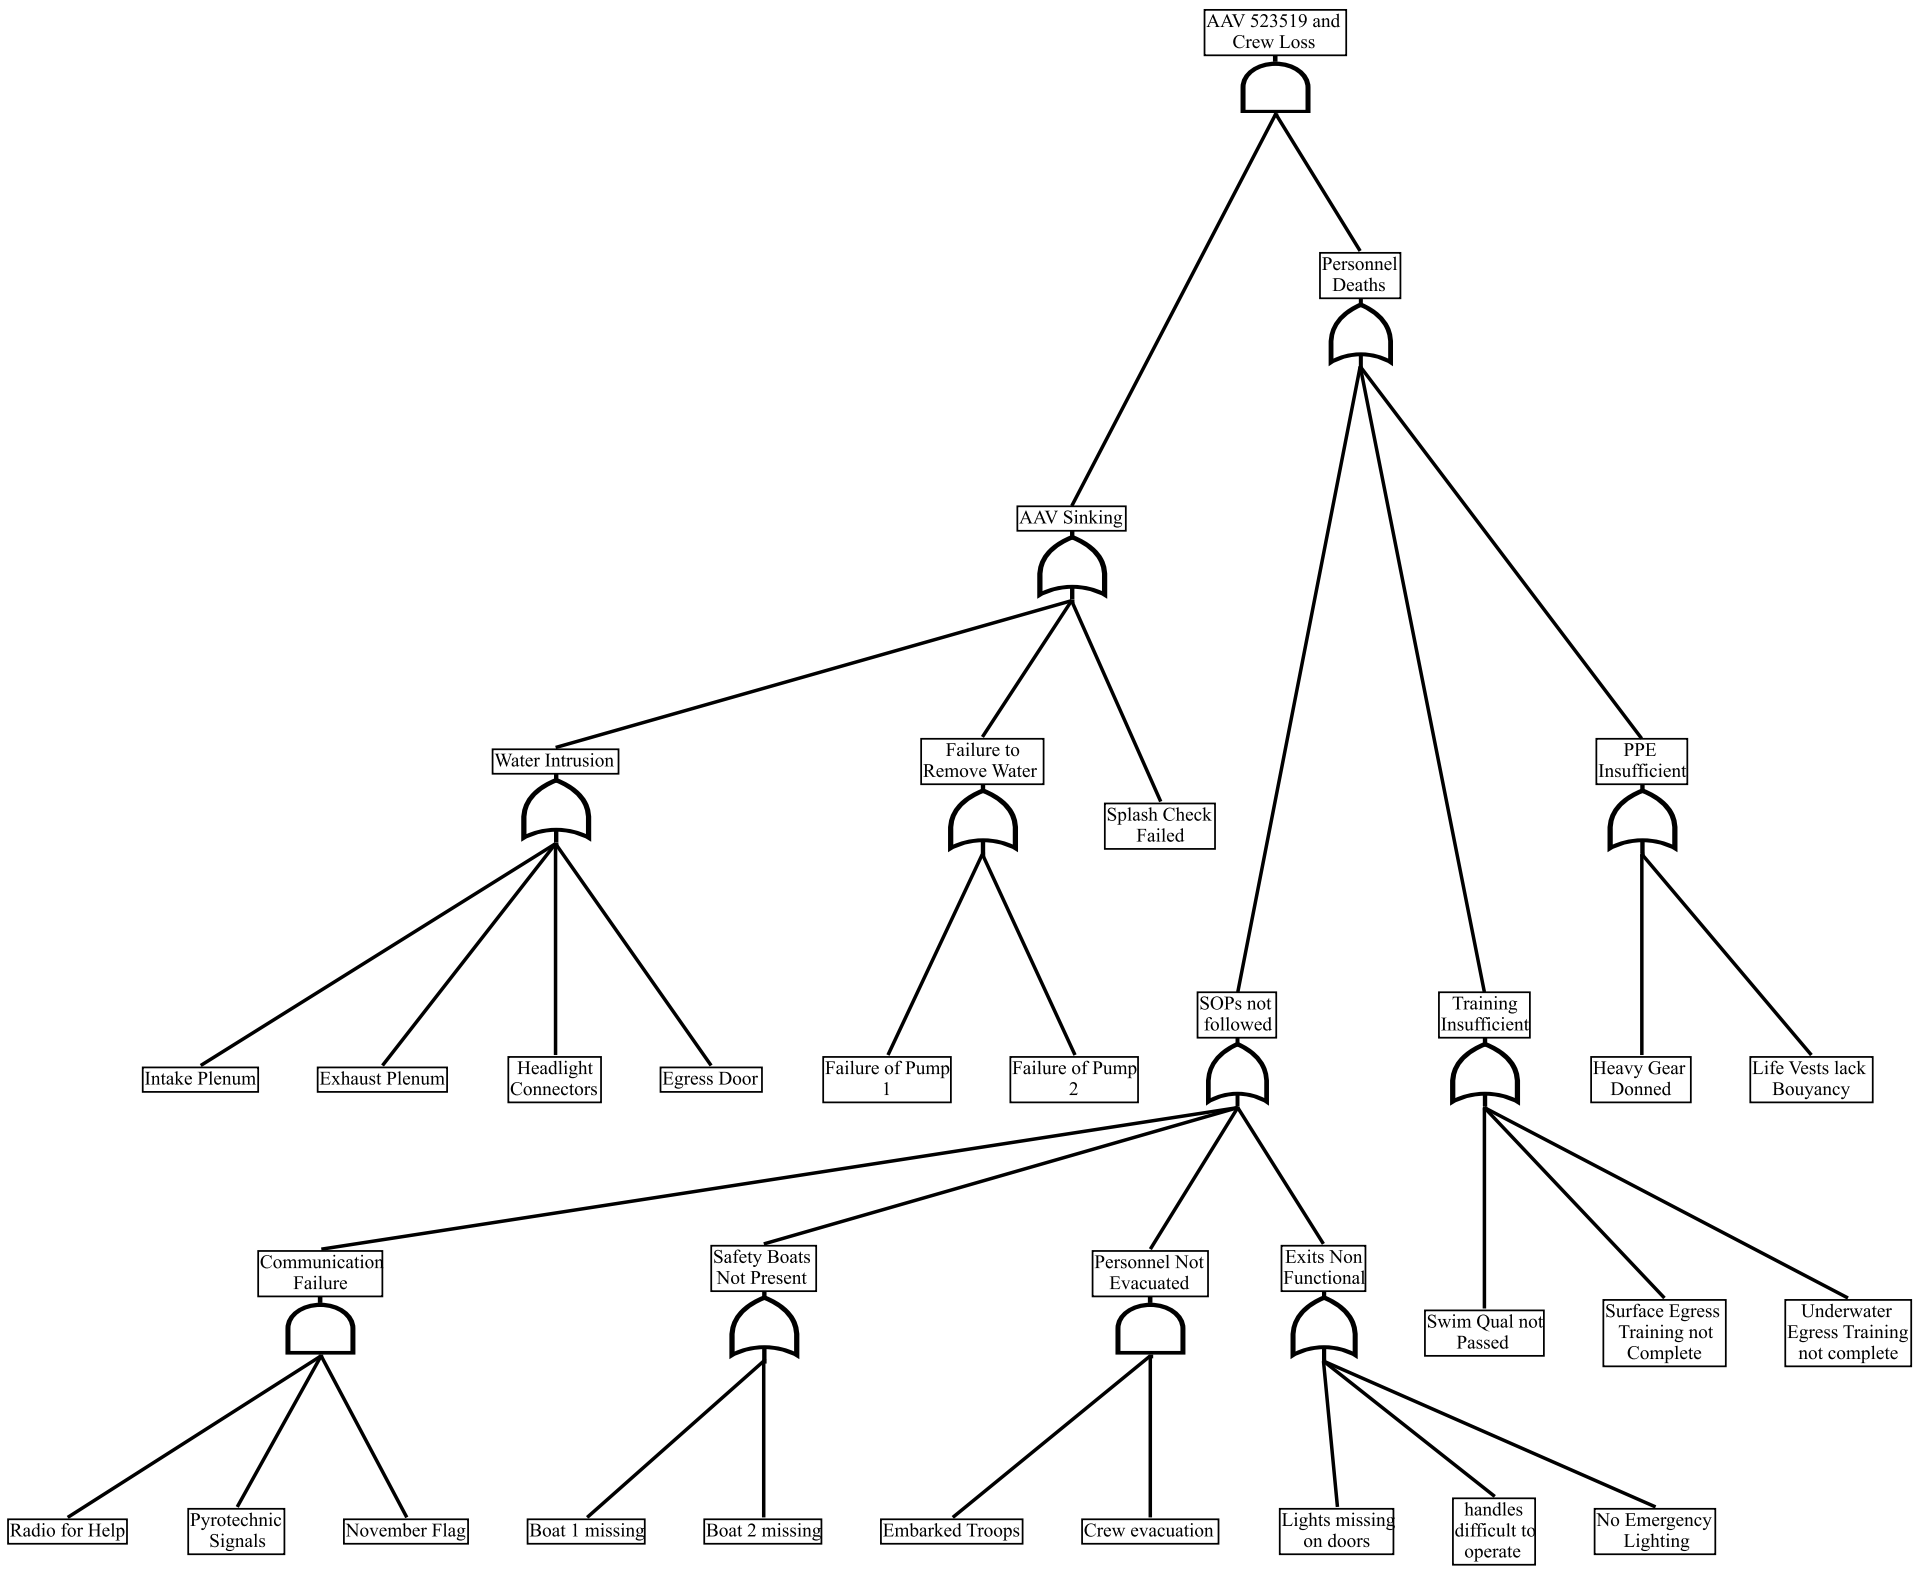 AAV 523519 and
Crew Loss
Personnel
Deaths
AAV Sinking
Water Intrusion
Failure to
Remove Water
Splash Check
Failed
PPE
Insufficient
Intake Plenum
Exhaust Plenum
Headlight
Connectors
Egress Door
Failure of Pump
1
Failure of Pump
2
SOPs not
followed
Training
Insufficient
Heavy Gear
Donned
Life Vests lack
Bouyancy
Communication
Failure
Safety Boats
Not Present
Personnel Not
Evacuated
Exits Non
Functional
Swim Qual not
Passed
Surface Egress
Training not
Complete
Underwater
Egress Training
not complete
Radio for Help
Pyrotechnic
Signals
November Flag
Boat 1 missing
Boat 2 missing
Embarked Troops
Crew evacuation
Lights missing
on doors
handles
difficult to
operate
No Emergency
Lighting